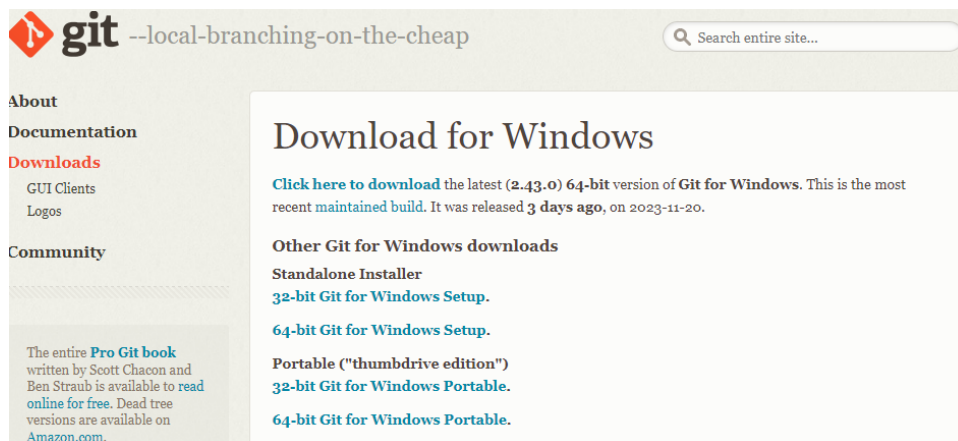 git --local-branching-on-the-cheap
Search entire site...
About
Documentation
Downloads
GUI Clients
Logos
Community
The entire Pro Git book
written by Scott Chacon and
Ben Straub is available to read
online for free. Dead tree
versions are available on
Amazon.com.
Download for Windows
Click here to download the latest (2.43.0) 64-bit version of Git for Windows. This is the most
recent maintained build. It was released 3 days ago, on 2023-11-20.
Other Git for Windows downloads
Standalone Installer
32-bit Git for Windows Setup.
64-bit Git for Windows Setup.
Portable ("thumbdrive edition")
32-bit Git for Windows Portable.
64-bit Git for Windows Portable.